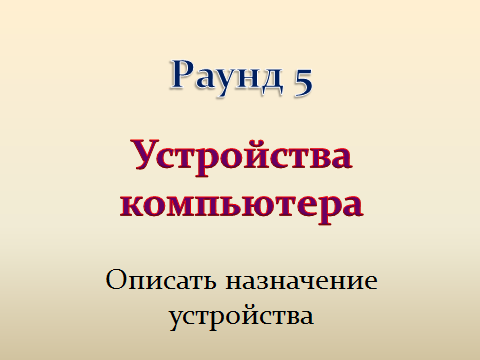 Раунд 5
Устройства
компьютера
Описать назначение
устройства